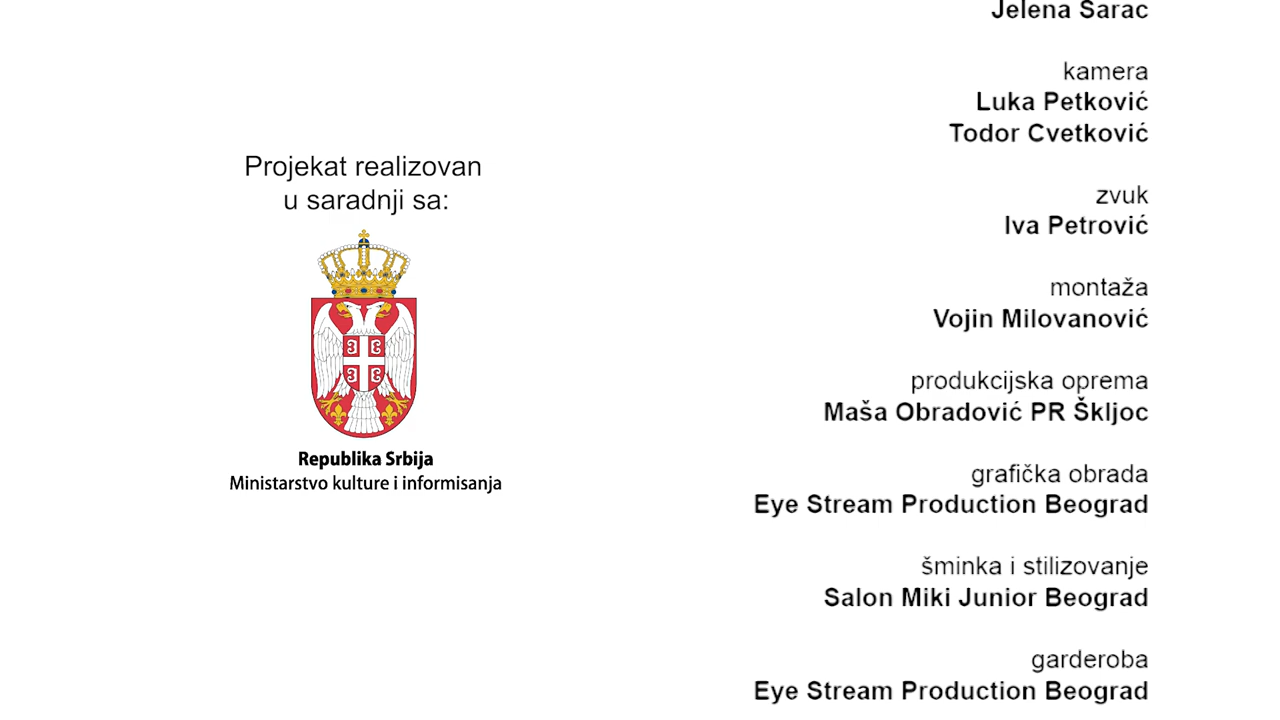 Projekat realizovan
u saradnji sa:
Republika Srbija
Ministarstvo kulture i informisanja
Jelena Šarac
kamera
Luka Petković
Todor Cvetković
zvuk
Iva Petrović
montaža
Vojin Milovanović
produkcijska oprema
Maša Obradović PR Škljoc
grafička obrada
Eye Stream Production Beograd
šminka i stilizovanje
Salon Miki Junior Beograd
garderoba
Eye Stream Production Beograd